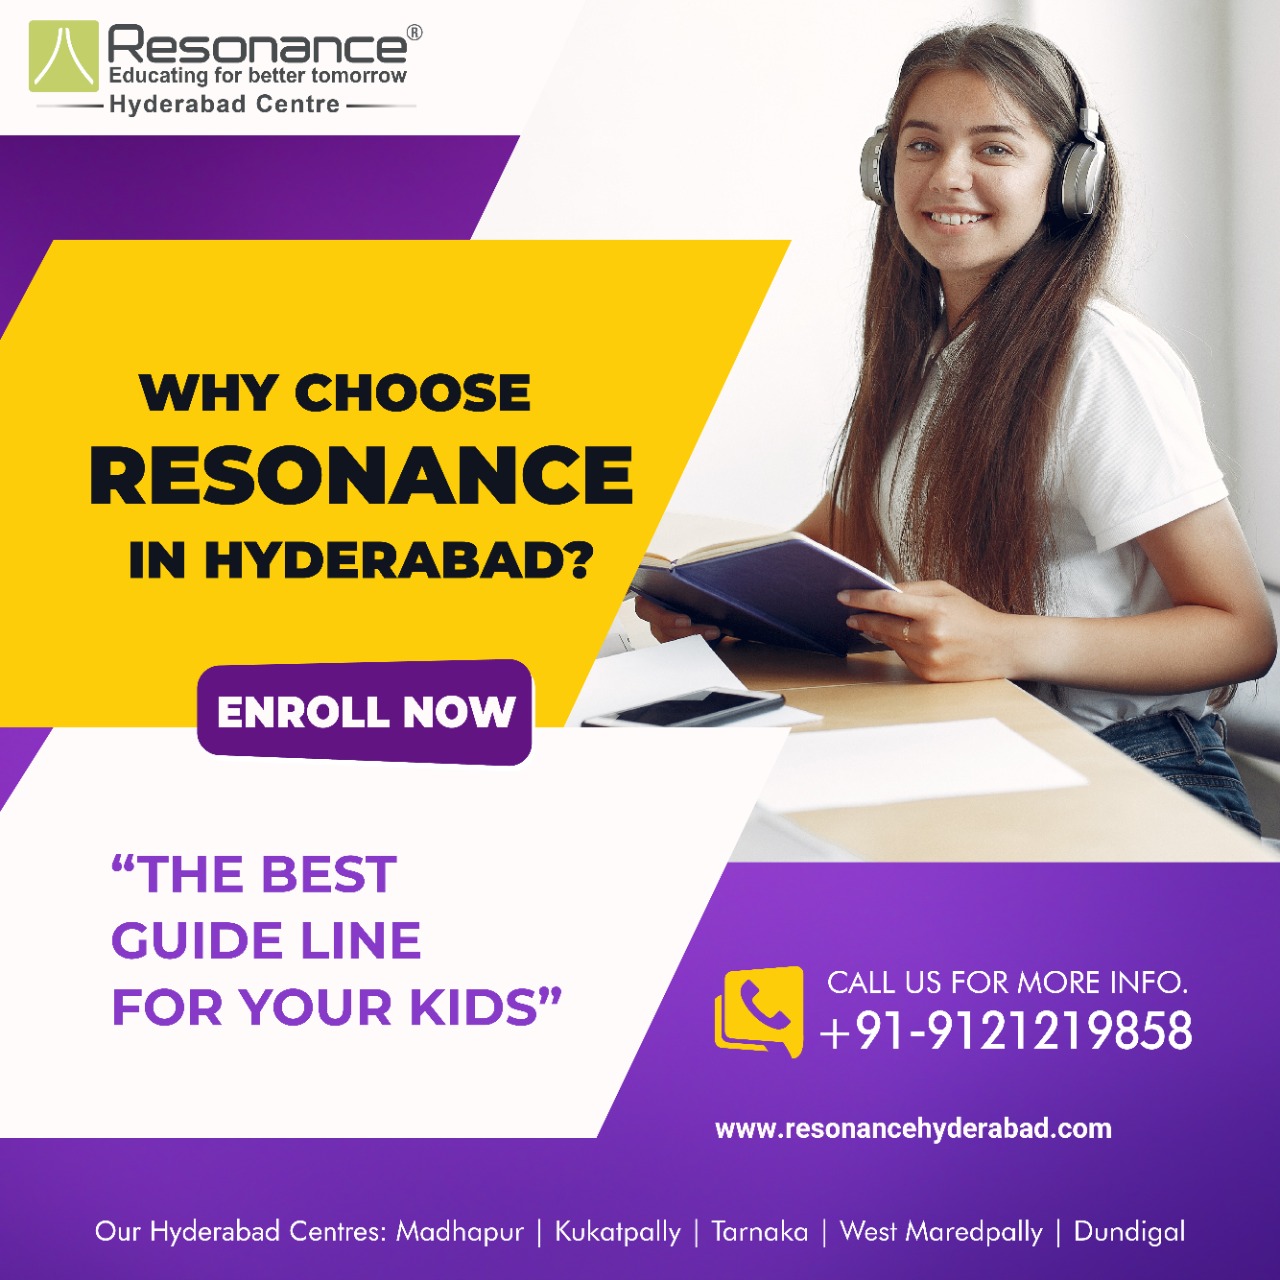 Resonance®
Educating for better tomorrow
Hyderabad Centre
WHY CHOOSE
RESONANCE
IN HYDERABAD?
ENROLL NOW
“THE BEST
GUIDE LINE
FOR YOUR KIDS”
CALL US FOR MORE INFO.
+91-9121219858
www.resonancehyderabad.com
Our Hyderabad Centres: Madhapur | Kukatpally | Tarnaka | West Maredpally | Dundigal